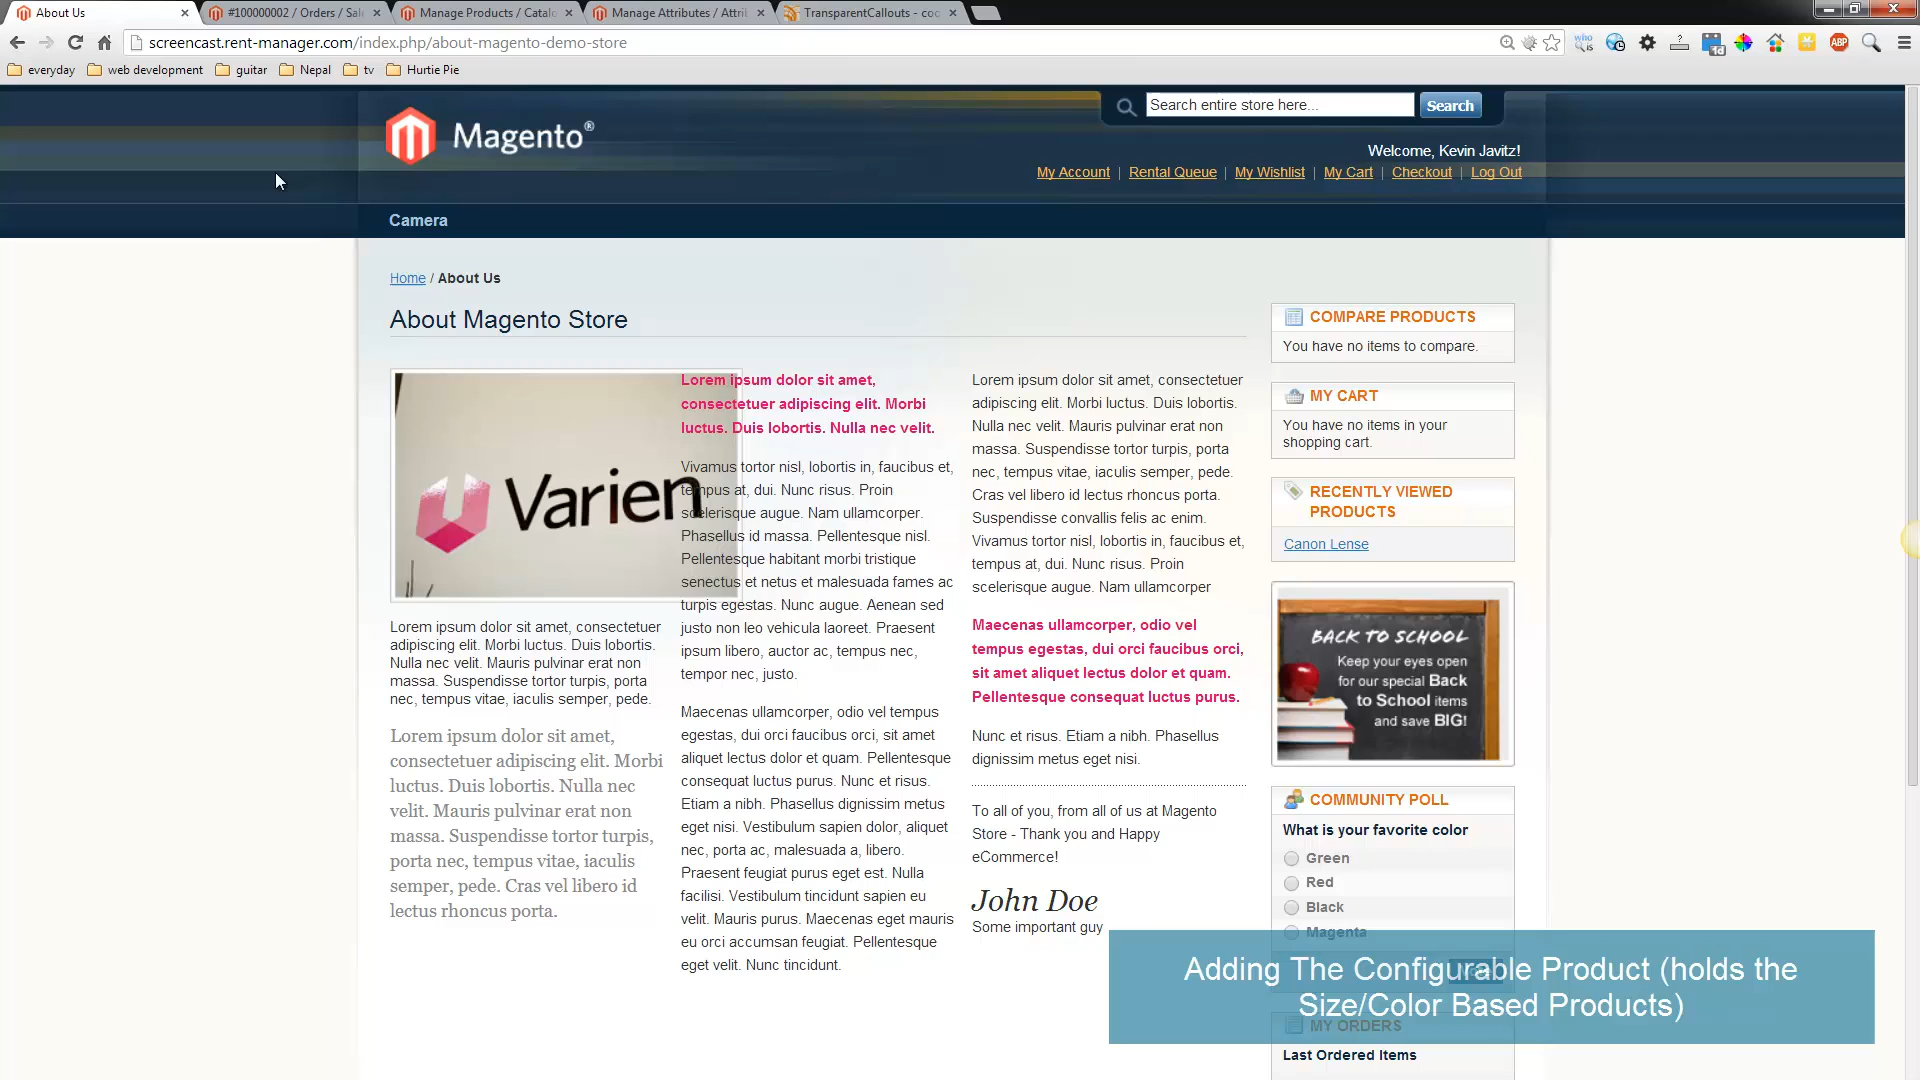 About Us
#100000002 / Orders / Sal
Manage Products / Catalo
Manage Attributes / Attrib
TransparentCallouts - coo
screencast.rent-manager.com/index.php/about-magento-demo-store
everyday
web development
guitar
Nepal
tv
Hurtie Pie
Magento®
Search entire store here...
Search
Welcome, Kevin Javitz!
My Account | Rental Queue | My Wishlist | My Cart | Checkout | Log Out
Camera
Home / About Us
About Magento Store
Varien
Lorem ipsum dolor sit amet, consectetuer
adipiscing elit. Morbi luctus. Duis lobortis.
Nulla nec velit. Mauris pulvinar erat non
massa. Suspendisse tortor turpis, porta
nec, tempus vitae, iaculis semper, pede.
Lorem ipsum dolor sit amet,
consectetuer adipiscing elit. Morbi
luctus. Duis lobortis. Nulla nec
velit. Mauris pulvinar erat non
massa. Suspendisse tortor turpis,
porta nec, tempus vitae, iaculis
semper, pede. Cras vel libero id
lectus rhoncus porta.
Lorem ipsum dolor sit amet,
consectetuer adipiscing elit. Morbi
luctus. Duis lobortis. Nulla nec velit.
Vivamus tortor nisl, lobortis in, faucibus et,
tempus at, dui. Nunc risus. Proin
scelerisque augue. Nam ullamcorper.
Phasellus id massa. Pellentesque nisl.
Pellentesque habitant morbi tristique
senectus et netus et malesuada fames ac
turpis egestas. Nunc augue. Aenean sed
justo non leo vehicula laoreet. Praesent
ipsum libero, auctor ac, tempus nec,
tempor nec, justo.
Maecenas ullamcorper, odio vel tempus
egestas, dui orci faucibus orci, sit amet
aliquet lectus dolor et quam. Pellentesque
consequat luctus purus. Nunc et risus.
Etiam a nibh. Phasellus dignissim metus
eget nisi. Vestibulum sapien dolor, aliquet
nec, porta ac, malesuada a, libero.
Praesent feugiat purus eget est. Nulla
facilisi. Vestibulum tincidunt sapien eu
velit. Mauris purus. Maecenas eget mauris
eu orci accumsan feugiat. Pellentesque
eget velit. Nunc tincidunt.
Lorem ipsum dolor sit amet, consectetuer
adipiscing elit. Morbi luctus. Duis lobortis.
Nulla nec velit. Mauris pulvinar erat non
massa. Suspendisse tortor turpis, porta
nec, tempus vitae, iaculis semper, pede.
Cras vel libero id lectus rhoncus porta.
Suspendisse convallis felis ac enim.
Vivamus tortor nisl, lobortis in, faucibus et,
tempus at, dui. Nunc risus. Proin
scelerisque augue. Nam ullamcorper
Maecenas ullamcorper, odio vel
tempus egestas, dui orci faucibus orci,
sit amet aliquet lectus dolor et quam.
Pellentesque consequat luctus purus.
Nunc et risus. Etiam a nibh. Phasellus
dignissim metus eget nisi.
To all of you, from all of us at Magento
Store - Thank you and Happy
eCommerce!
John Doe
Some important guy
COMPARE PRODUCTS
You have no items to compare.
MY CART
You have no items in your
shopping cart.
RECENTLY VIEWED
PRODUCTS
Canon Lense
BACK TO SCHOOL
Keep your eyes open
for our special Back
to School items
and save BIG!
COMMUNITY POLL
What is your favorite color
Green
Red
Black
Magenta
Adding The Configurable Product (holds the
Size/Color Based Products)
MY ORDERS
Last Ordered Items